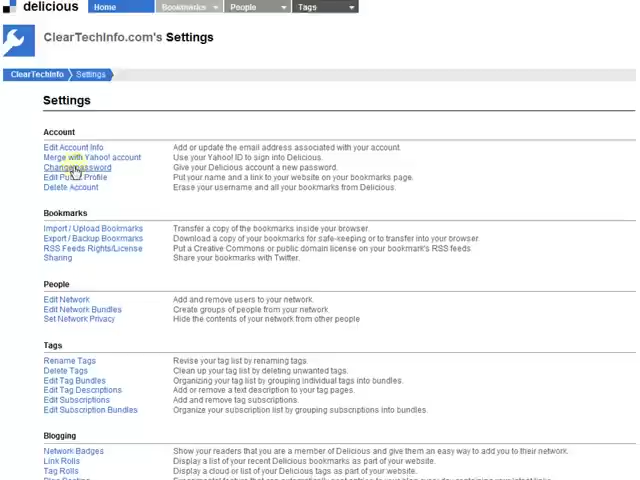 delicious Home Bookmarks People Tags
ClearTechInfo.com's Settings
ClearTechInfo Settings
Settings
Account
Edit Account Info Add or update the email address associated with your account.
Merge with Yahoo! account Use your Yahoo! ID to sign into Delicious.
Change password Give your Delicious account a new password.
Edit Public Profile Put your name and a link to your website on your bookmarks page.
Delete Account Erase your username and all your bookmarks from Delicious.
Bookmarks
Import / Upload Bookmarks Transfer a copy of the bookmarks inside your browser.
Export / Backup Bookmarks Download a copy of your bookmarks for safe-keeping or to transfer into your browser.
RSS Feeds Rights/License Put a Creative Commons or public domain license on your bookmark's RSS feeds
Sharing Share your bookmarks with Twitter.
People
Edit Network Add and remove users to your network.
Edit Network Bundles Create groups of people from your network.
Set Network Privacy Hide the contents of your network from other people
Tags
Rename Tags Revise your tag list by renaming tags.
Delete Tags Clean up your tag list by deleting unwanted tags.
Edit Tag Bundles Organizing your tag list by grouping individual tags into bundles.
Edit Tag Descriptions Add or remove a text description to your tag pages.
Edit Subscriptions Add and remove tag subscriptions.
Edit Subscription Bundles Organize your subscription list by grouping subscriptions into bundles.
Blogging
Network Badges Show your readers that you are a member of Delicious and give them an easy way to add you to their network.
Link Rolls Display a list of your recent Delicious bookmarks as part of your website.
Tag Rolls Display a cloud or list of your Delicious tags as part of your website.